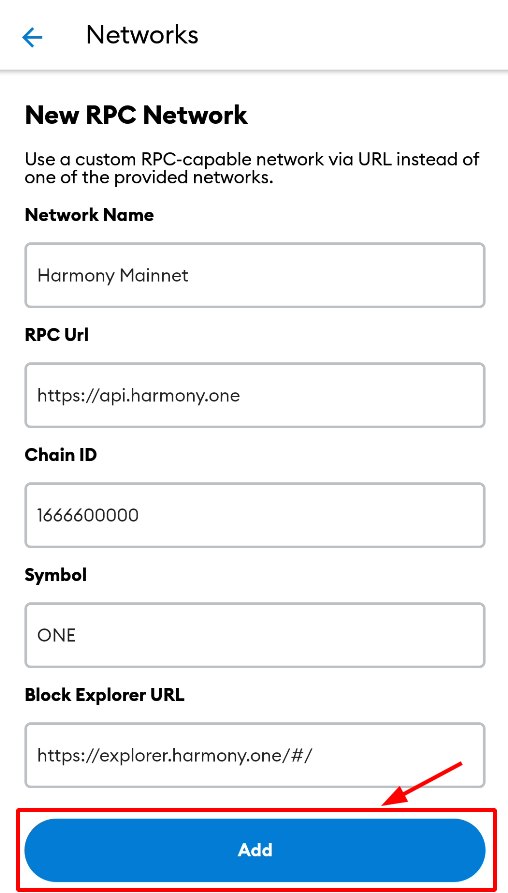 Networks
New RPC Network
Use a custom RPC-capable network via URL instead of
one of the provided networks.
Network Name
Harmony Mainnet
RPC Url
https://api.harmony.one
Chain ID
1666600000
Symbol
ONE
Block Explorer URL
https://explorer.harmony.one/#/
Add